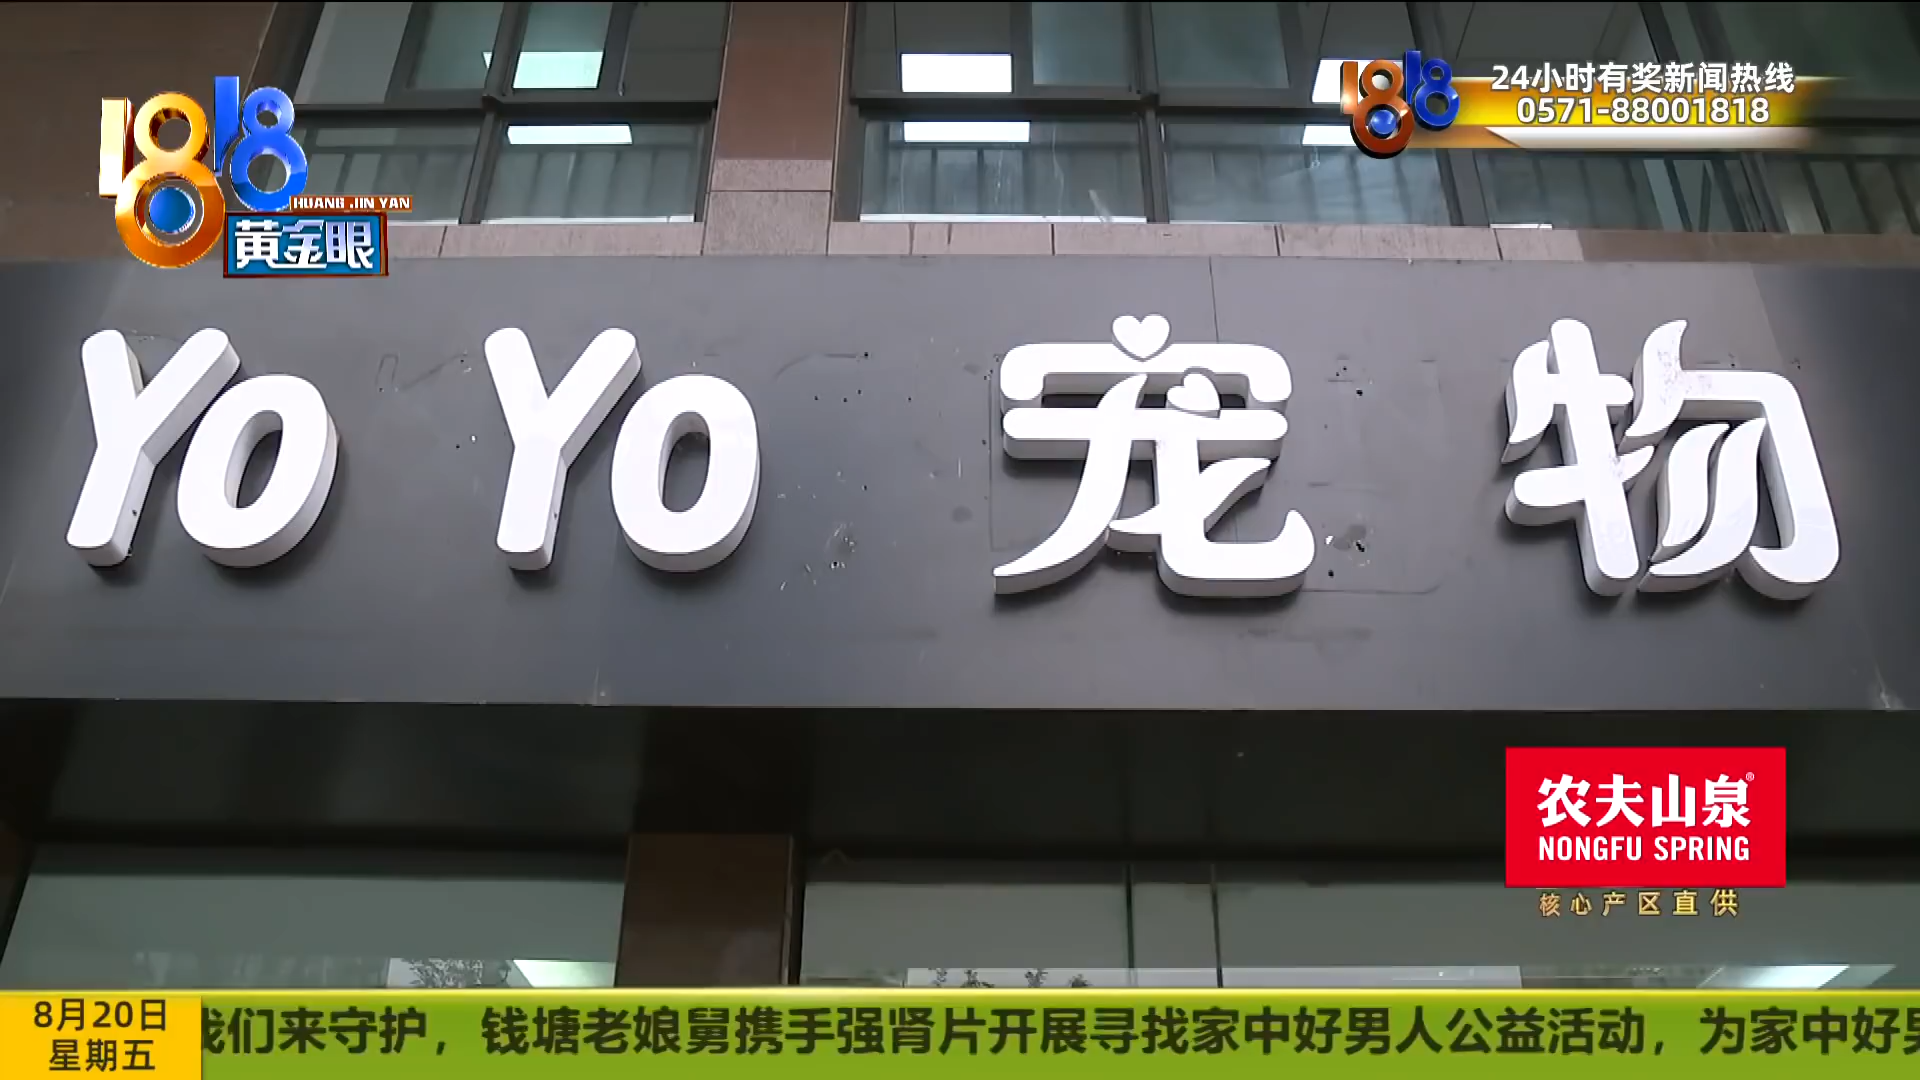 1818
HUANG JIN YAN
黄金眼
1818
24小时有奖新闻热线
0571-88001818
YoYo宠物
农夫山泉®
NONGFU SPRING
核心产区直供
8月20日
星期五
我们来守护，钱塘老娘舅携手强肾片开展寻找家中好男人公益活动，为家中好男